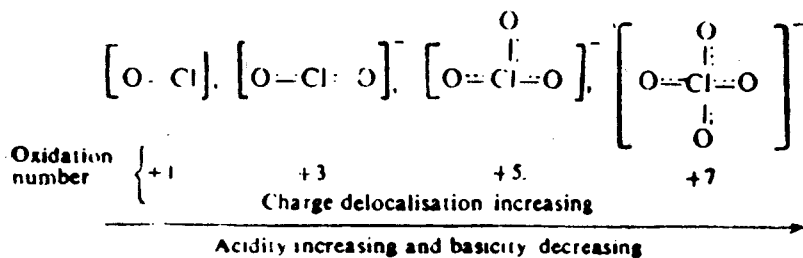 O
O
[O - Cl], [O=Cl=O]⁻, [O=Cl=O]⁻, [O=Cl=O]⁻
O
Oxidation
number { +1 +3 +5. +7
Charge delocalisation increasing
Acidity increasing and basicity decreasing